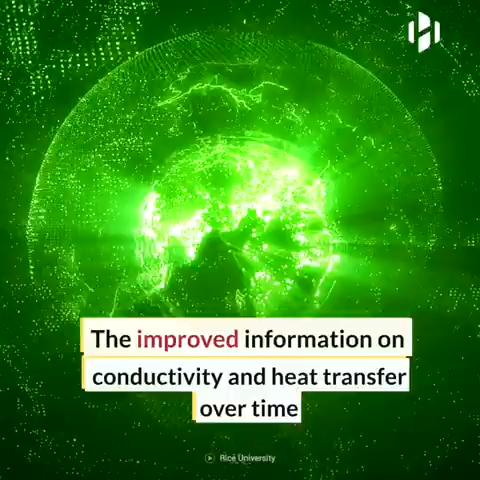 The improved information on
conductivity and heat transfer
over time
Rice University